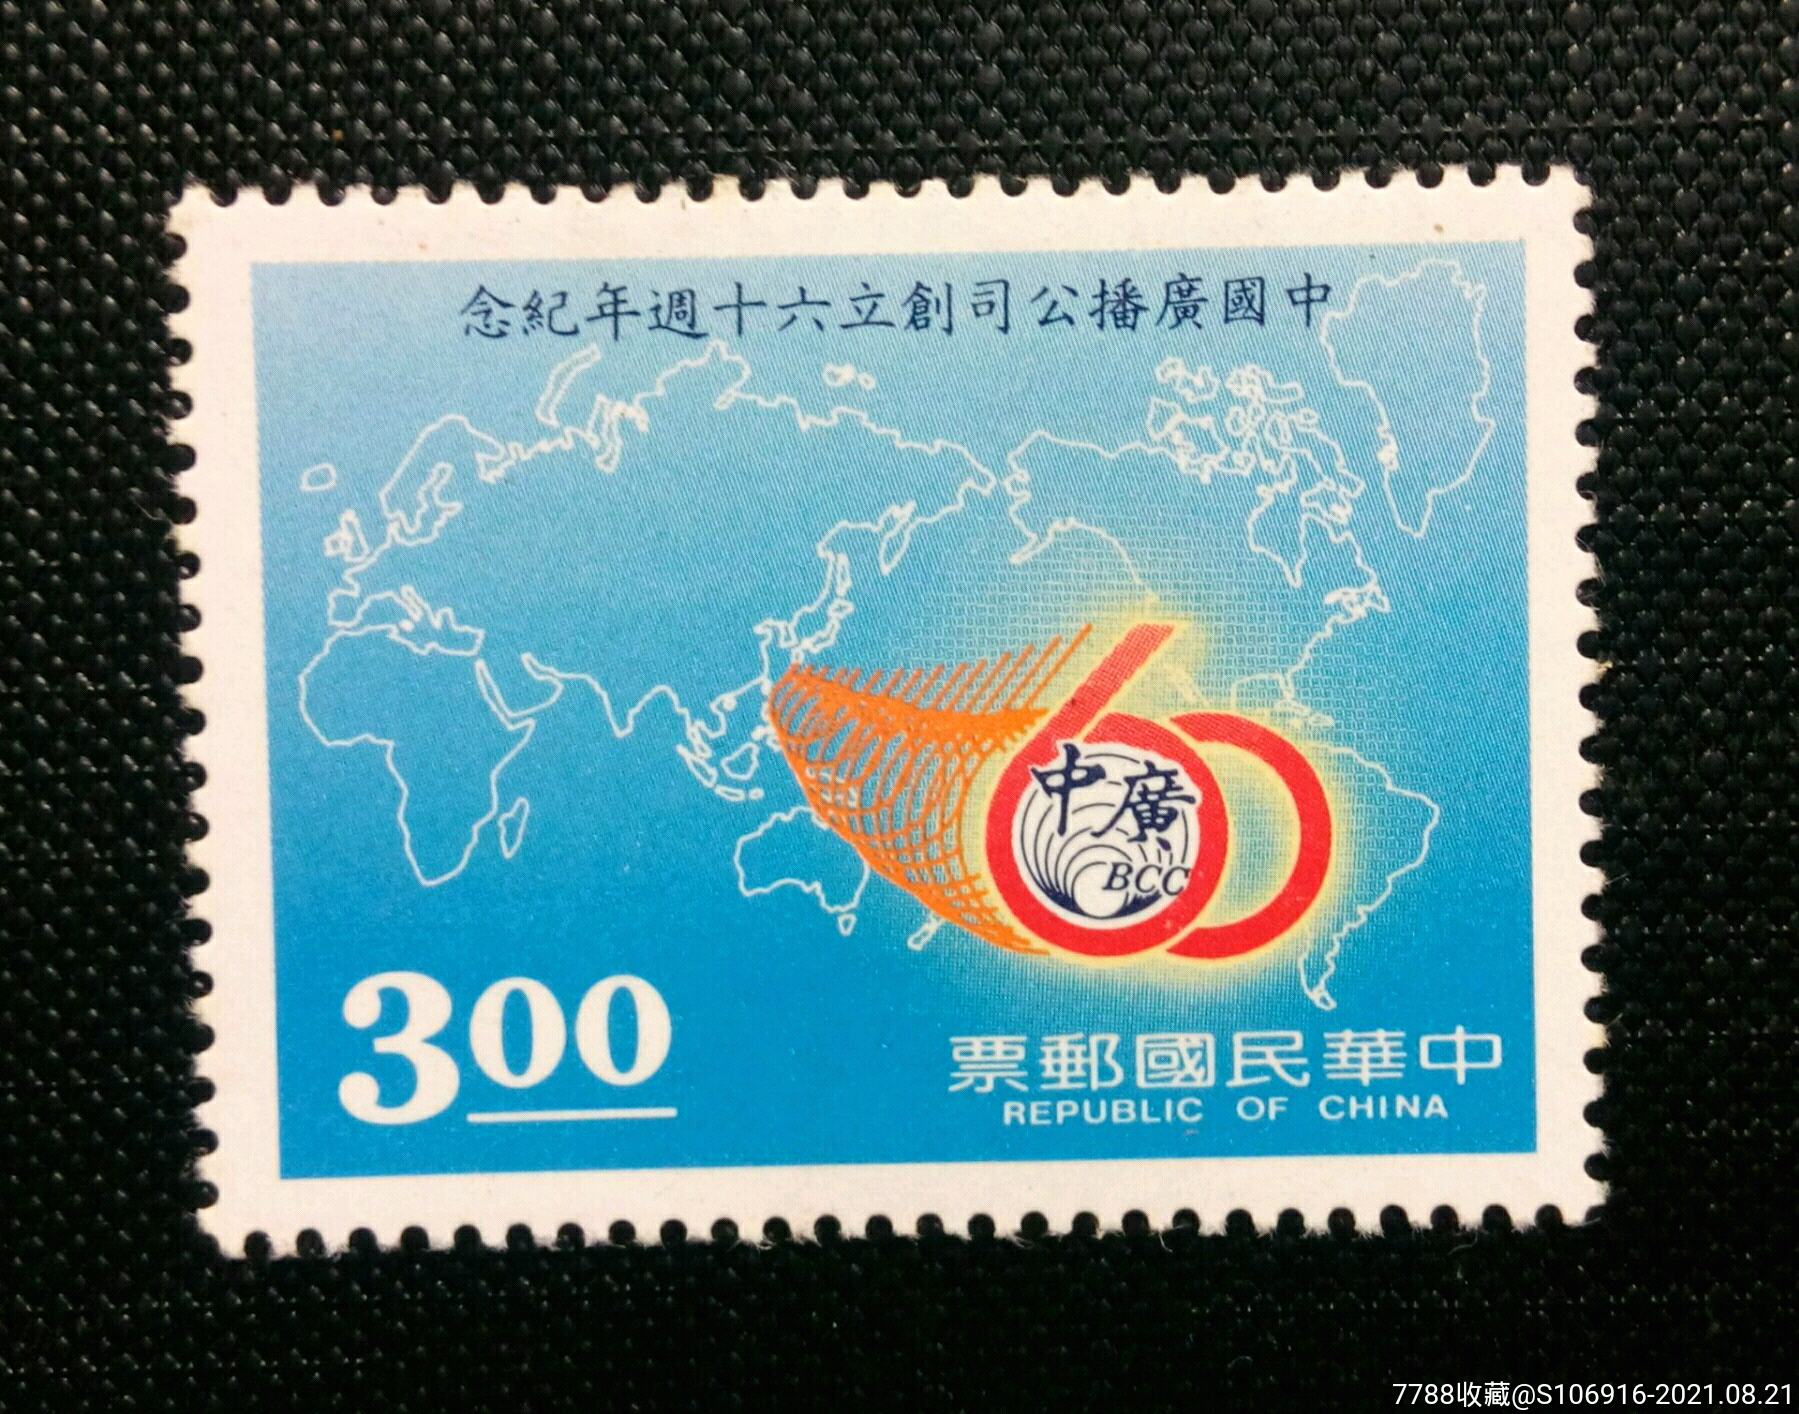 中國廣播公司創立六十週年紀念
60
中廣
BCC
3.00
中華民國郵票
REPUBLIC OF CHINA
7788收藏@S106916-2021.08.21